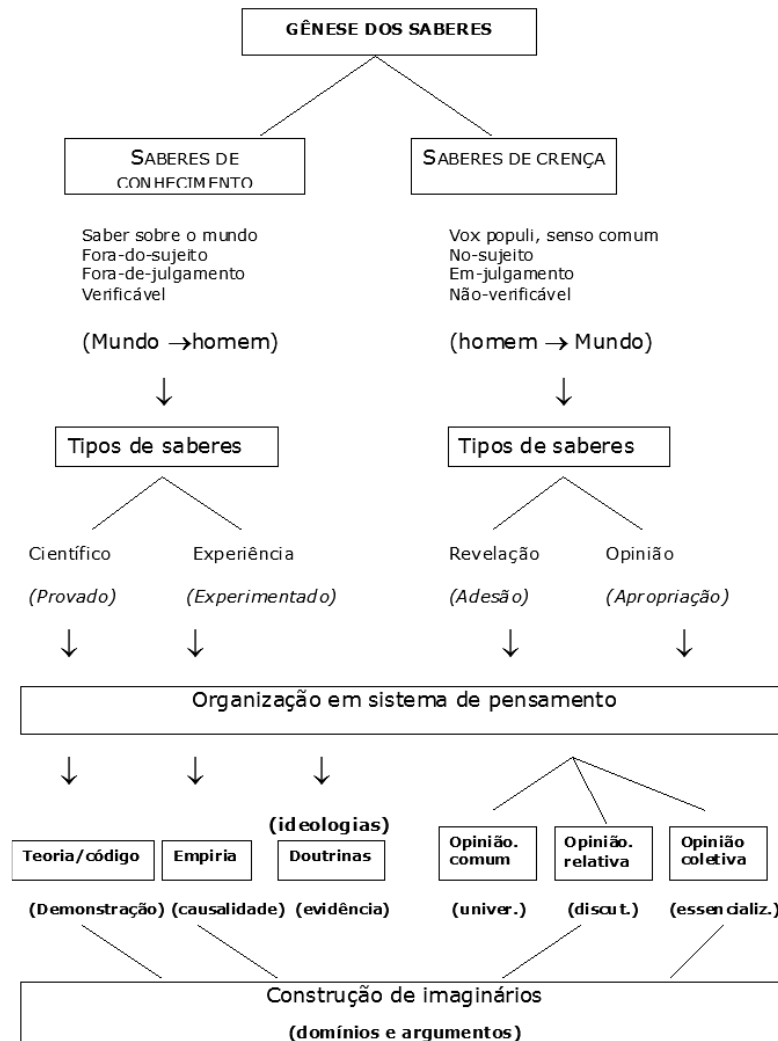 GÊNESE DOS SABERES
SABERES DE
CONHECIMENTO
SABERES DE CRENÇA
Saber sobre o mundo
Fora-do-sujeito
Fora-de-julgamento
Verificável
Vox populi, senso comum
No-sujeito
Em-julgamento
Não-verificável
(Mundo →homem)
(homem → Mundo)
Tipos de saberes
Tipos de saberes
Científico
Experiência
Revelação
Opinião
(Provado)
(Experimentado)
(Adesão)
(Apropriação)
Organização em sistema de pensamento
(ideologias)
Teoria/código
Empiria
Doutrinas
Opinião.
comum
Opinião.
relativa
Opinião
coletiva
(Demonstração)
(causalidade)
(evidência)
(univer.)
(discut.)
(essencializ.)
Construção de imaginários
(domínios e argumentos)